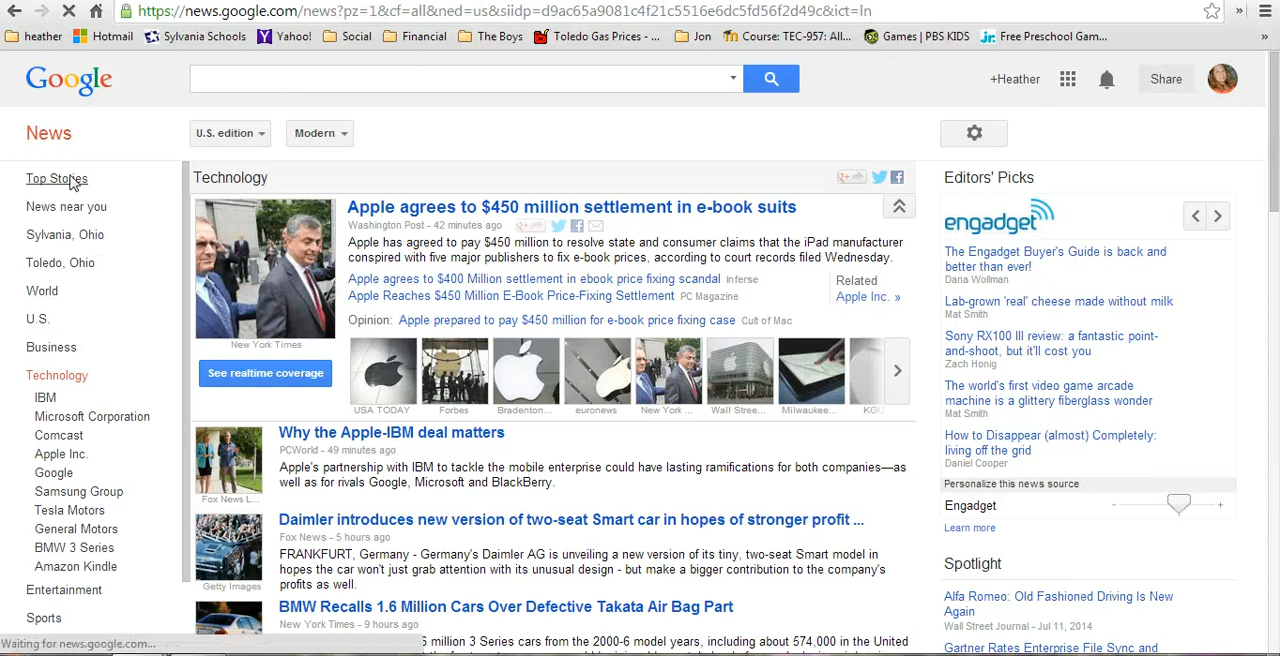 https://news.google.com/news?pz=1&cf=all&ned=us&siidp=d9ac65a9081c4f21c5516e6dc5fd56f2d49c&ict=ln
heather Hotmail Sylvania Schools Yahoo! Social Financial The Boys Toledo Gas Prices - ... Jon Course: TEC-957: All... Games | PBS KIDS Free Preschool Gam...
Google
+Heather
Share
News
U.S. edition
Modern
Top Stories
News near you
Sylvania, Ohio
Toledo, Ohio
World
U.S.
Business
Technology
IBM
Microsoft Corporation
Comcast
Apple Inc.
Google
Samsung Group
Tesla Motors
General Motors
BMW 3 Series
Amazon Kindle
Entertainment
Sports
Waiting for news.google.com...
Technology
Apple agrees to $450 million settlement in e-book suits
Washington Post - 42 minutes ago
Apple has agreed to pay $450 million to resolve state and consumer claims that the iPad manufacturer
conspired with five major publishers to fix e-book prices, according to court records filed Wednesday.
Apple agrees to $400 Million settlement in ebook price fixing scandal Inferse
Apple Reaches $450 Million E-Book Price-Fixing Settlement PC Magazine
Related
Apple Inc. »
Opinion: Apple prepared to pay $450 million for e-book price fixing case Cult of Mac
New York Times
See realtime coverage
USA TODAY Forbes Bradenton... euronews New York ... Wall Stree... Milwaukee...
Why the Apple-IBM deal matters
PCWorld - 49 minutes ago
Apple's partnership with IBM to tackle the mobile enterprise could have lasting ramifications for both companies—as
well as for rivals Google, Microsoft and BlackBerry.
Fox News L...
Daimler introduces new version of two-seat Smart car in hopes of stronger profit ...
Fox News - 5 hours ago
FRANKFURT, Germany - Germany's Daimler AG is unveiling a new version of its tiny, two-seat Smart model in
hopes the car won't just grab attention with its unusual design - but make a bigger contribution to the company's
profits as well.
Getty Images
BMW Recalls 1.6 Million Cars Over Defective Takata Air Bag Part
New York Times - 9 hours ago
6 million 3 Series cars from the 2000-6 model years, including about 574,000 in the United
Editors' Picks
engadget
The Engadget Buyer's Guide is back and
better than ever!
Dana Wollman
Lab-grown 'real' cheese made without milk
Mat Smith
Sony RX100 III review: a fantastic point-
and-shoot, but it'll cost you
Zach Honig
The world's first video game arcade
machine is a glittery fiberglass wonder
Mat Smith
How to Disappear (almost) Completely:
living off the grid
Daniel Cooper
Personalize this news source
Engadget
Learn more
Spotlight
Alfa Romeo: Old Fashioned Driving Is New
Again
Wall Street Journal - Jul 11, 2014
Gartner Rates Enterprise File Sync and